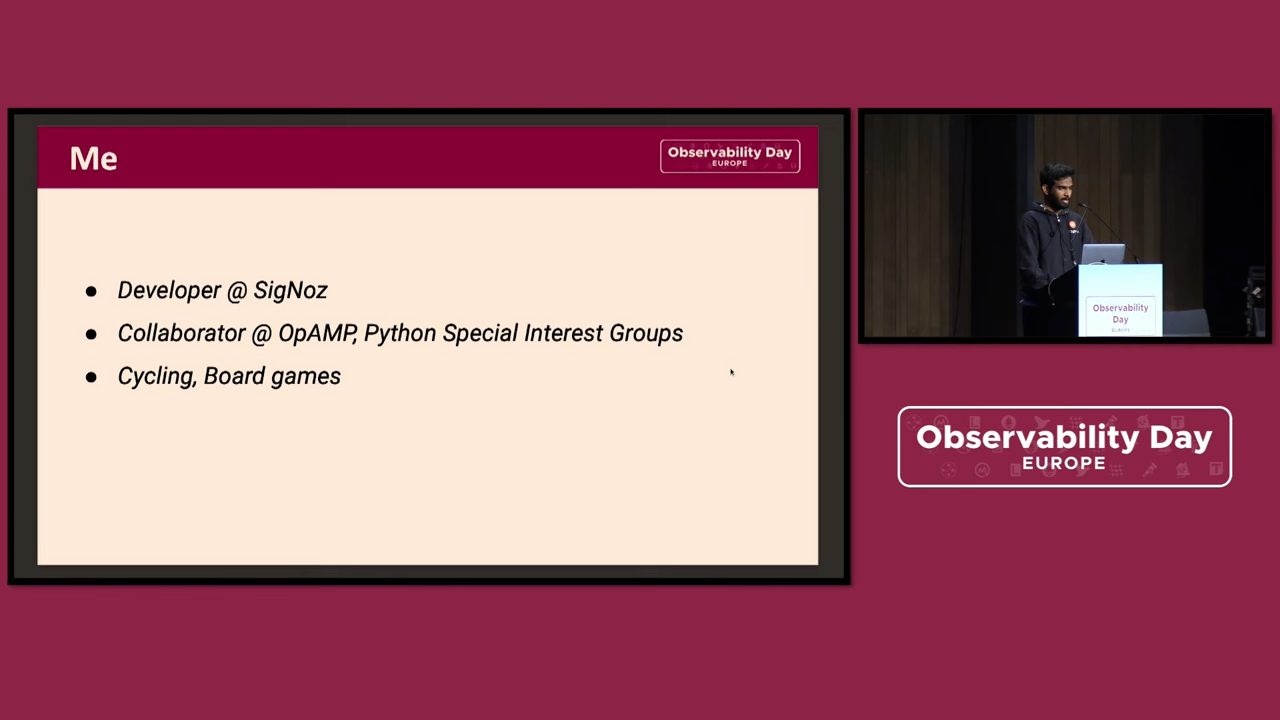 Me
Observability Day
EUROPE
● Developer @ SigNoz
● Collaborator @ OpAMP, Python Special Interest Groups
● Cycling, Board games
Observability
Day
EUROPE
Observability Day
EUROPE